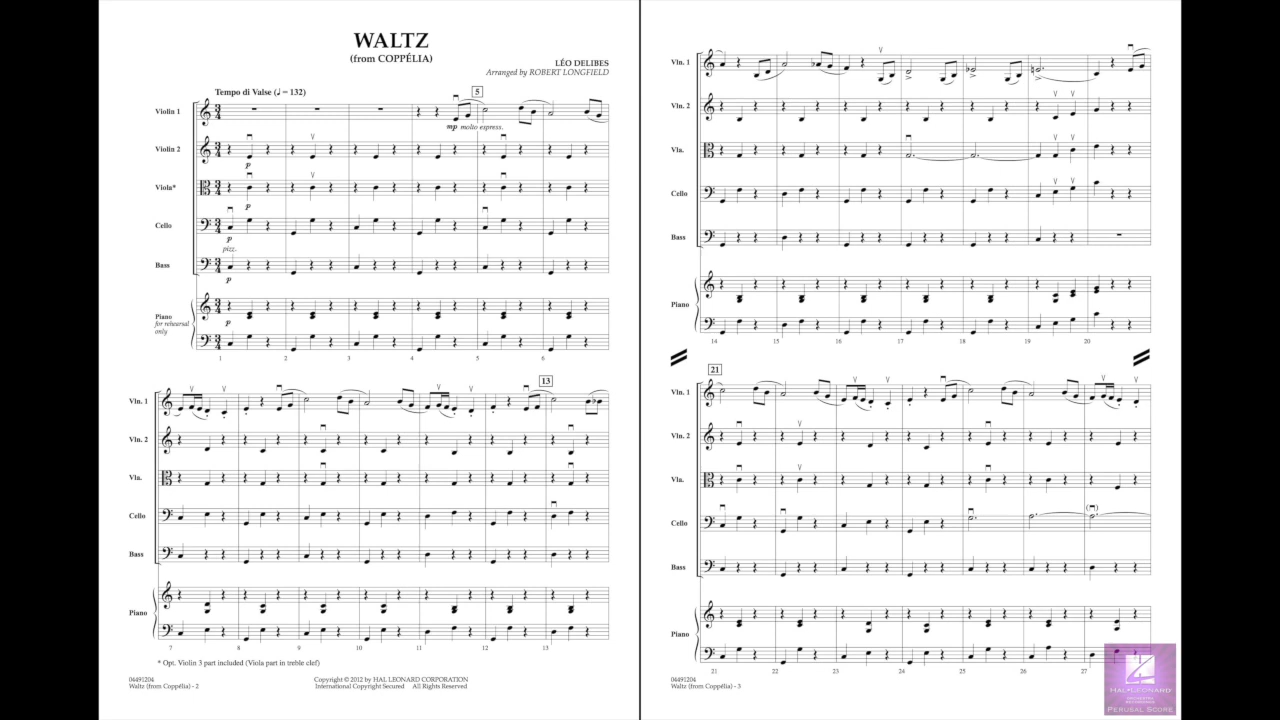 WALTZ
(from COPPÉLIA)
LÉO DELIBES
Arranged by ROBERT LONGFIELD
Tempo di Valse (♩ = 132)
5
Violin 1
mp molto espress.
Violin 2
p
Viola*
p
Cello
p
pizz.
Bass
p
Piano
for rehearsal
only
p
1 2 3 4 5 6
13
Vln. 1
Vln. 2
Vla.
Cello
Bass
Piano
7 8 9 10 11 12 13
* Opt. Violin 3 part included (Viola part in treble clef)
04491204
Waltz (from Coppélia) - 2
Copyright © 2012 by HAL LEONARD CORPORATION
International Copyright Secured All Rights Reserved
Vln. 1
Vln. 2
Vla.
Cello
Bass
Piano
14 15 16 17 18 19 20
21
Vln. 1
Vln. 2
Vla.
Cello
Bass
Piano
21 22 23 24 25 26 27
04491204
Waltz (from Coppélia) - 3
HAL•LEONARD
PERUSAL SCORE